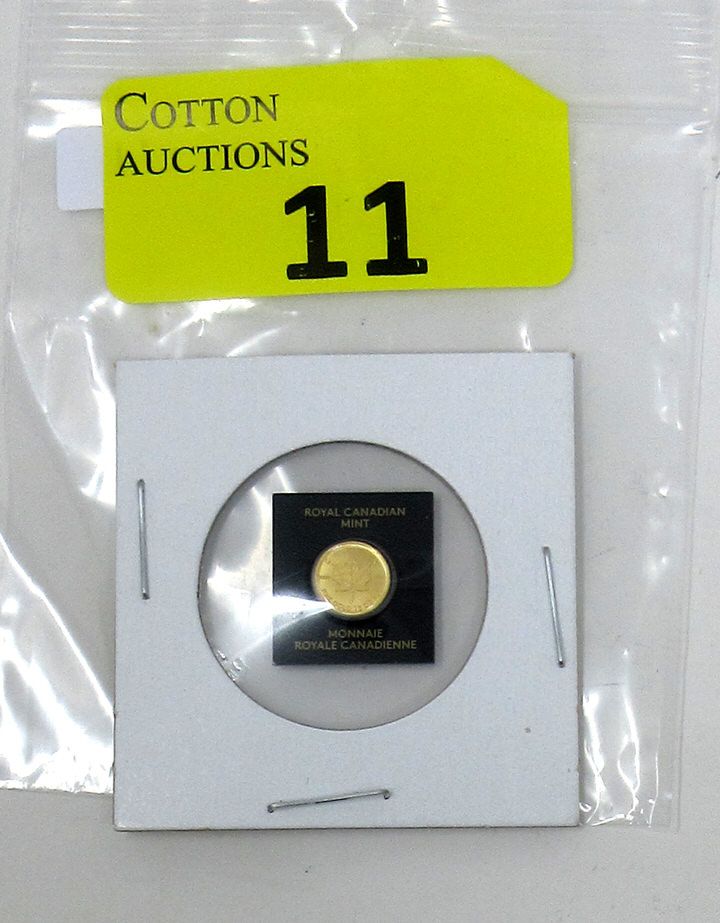 COTTON
AUCTIONS
11
ROYAL CANADIAN
MINT
MONNAIE
ROYALE CANADIENNE